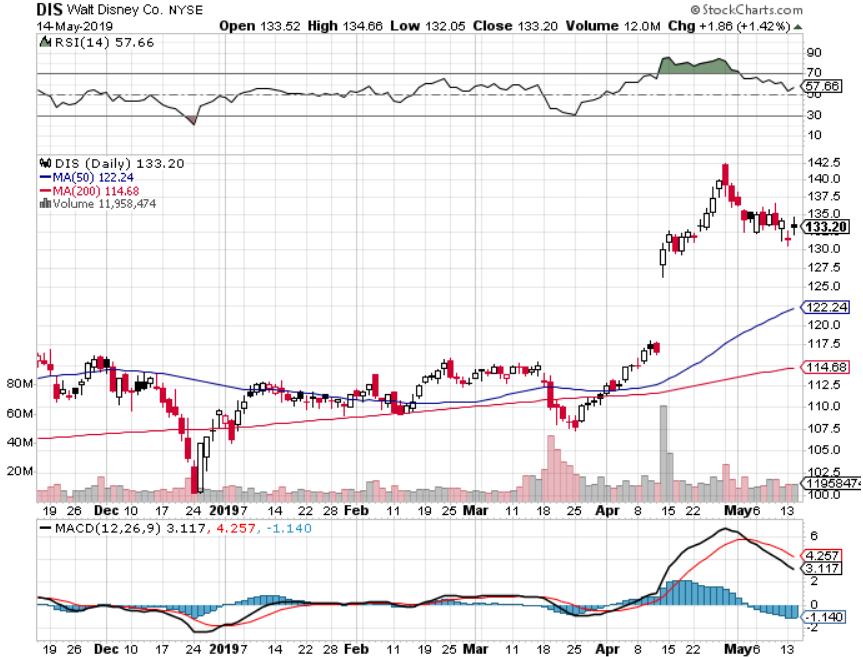 DIS Walt Disney Co. NYSE
© StockCharts.com
14-May-2019 Open 133.52 High 134.66 Low 132.05 Close 133.20 Volume 12.0M Chg +1.86 (+1.42%)
RSI(14) 57.66
90
70
57.66
50
30
10
DIS (Daily) 133.20
MA(50) 122.24
MA(200) 114.68
Volume 11,958,474
142.5
140.0
137.5
135.0
133.20
130.0
127.5
125.0
122.24
120.0
117.5
114.68
112.5
110.0
107.5
105.0
102.5
11958474
100.0
80M
60M
40M
20M
19 26 Dec 10 17 24 2019 7 14 22 28 Feb 11 19 25 Mar 11 18 25 Apr 8 15 22 May 6 13
MACD(12,26,9) 3.117, 4.257, -1.140
6
4.257
3.117
2
0
-1.140
-2
19 26 Dec 10 17 24 2019 7 14 22 28 Feb 11 19 25 Mar 11 18 25 Apr 8 15 22 May 6 13